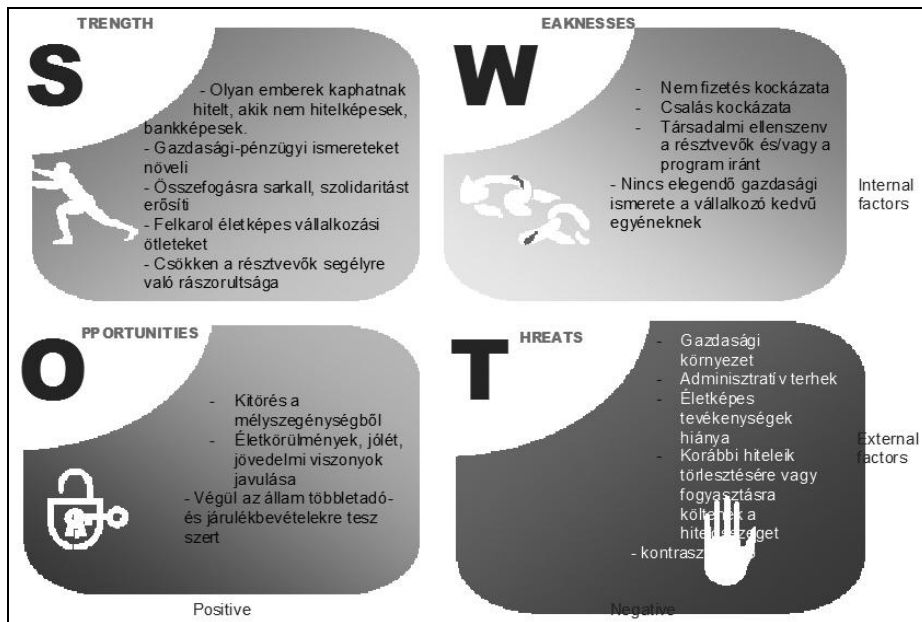 S TRENGTH
- Olyan emberek kaphatnak
hitelt, akik nem hitelképesek,
bankképesek.
- Gazdasági-pénzügyi ismereteket
növeli
- Összefogásra sarkall, szolidaritást
erősíti
- Felkarol életképes vállalkozási
ötleteket
- Csökken a résztvevők segélyre
való rászorultsága
W EAKNESSES
- Nem fizetés kockázata
- Csalás kockázata
- Társadalmi ellenszenv
a résztvevők és/vagy a
program iránt
- Nincs elegendő gazdasági
ismerete a vállalkozó kedvű
egyéneknek
Internal
factors
O PPORTUNITIES
- Kitörés a
mélyszegénységből
- Életkörülmények, jólét,
jövedelmi viszonyok
javulása
- Végül az állam többletadó-
és járulékbevételekre tesz
szert
T HREATS
- Gazdasági
környezet
- Adminisztratív terhek
- Életképes
tevékenységek
hiánya
- Korábbi hiteleik
törlesztésére vagy
fogyasztásra
költenék a
hitelösszeget
External
factors
Positive
Negative